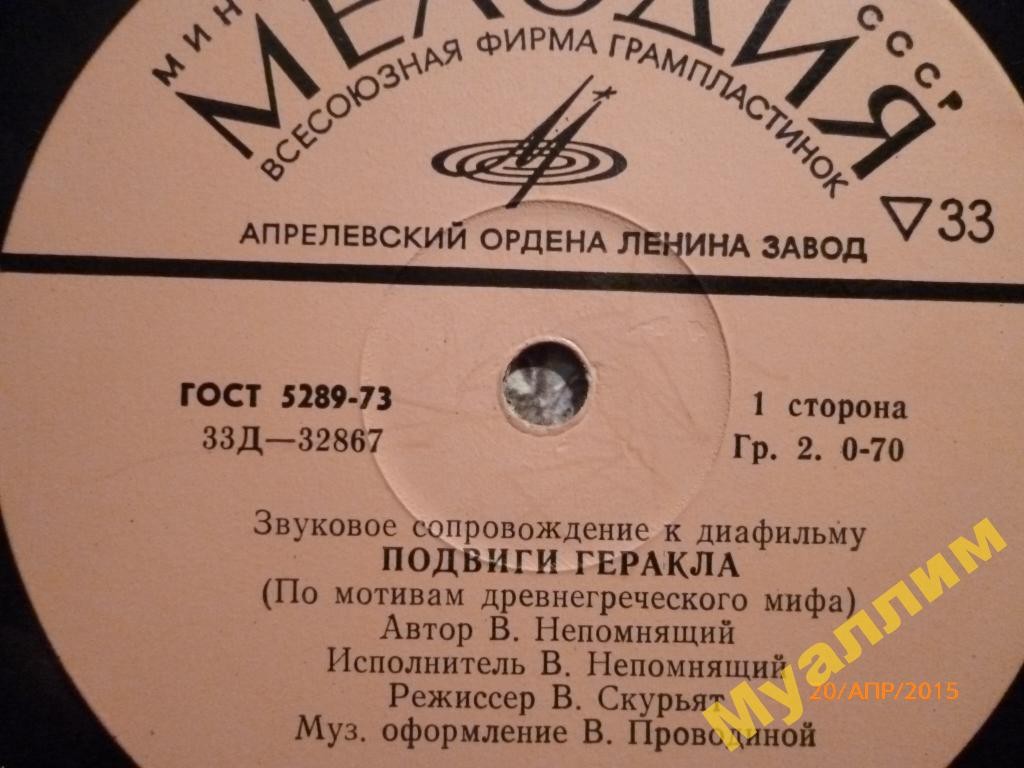 МИН
СССР
МЕЛОДИЯ
ВСЕСОЮЗНАЯ ФИРМА ГРАМПЛАСТИНОК
АПРЕЛЕВСКИЙ ОРДЕНА ЛЕНИНА ЗАВОД
▽33
ГОСТ 5289-73
33Д—32867
1 сторона
Гр. 2. 0-70
Звуковое сопровождение к диафильму
ПОДВИГИ ГЕРАКЛА
(По мотивам древнегреческого мифа)
Автор В. Непомнящий
Исполнитель В. Непомнящий
Режиссер В. Скурьят
Муз. оформление В. Проводиной
Муаллим
20/АПР/2015